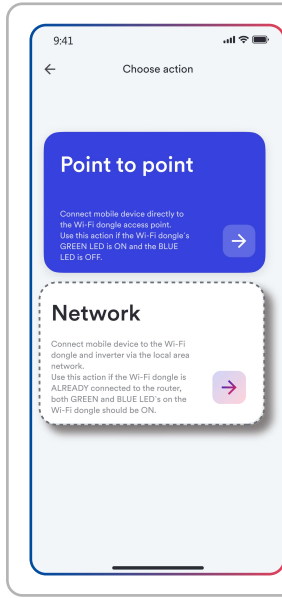 9:41
Choose action
Point to point
Connect mobile device directly to
the Wi-Fi dongle access point.
Use this action if the Wi-Fi dongle`s
GREEN LED is ON and the BLUE
LED is OFF.
Network
Connect mobile device to the Wi-Fi
dongle and inverter via the local area
network.
Use this action if the Wi-Fi dongle is
ALREADY connected to the router,
both GREEN and BLUE LED`s on the
Wi-Fi dongle should be ON.